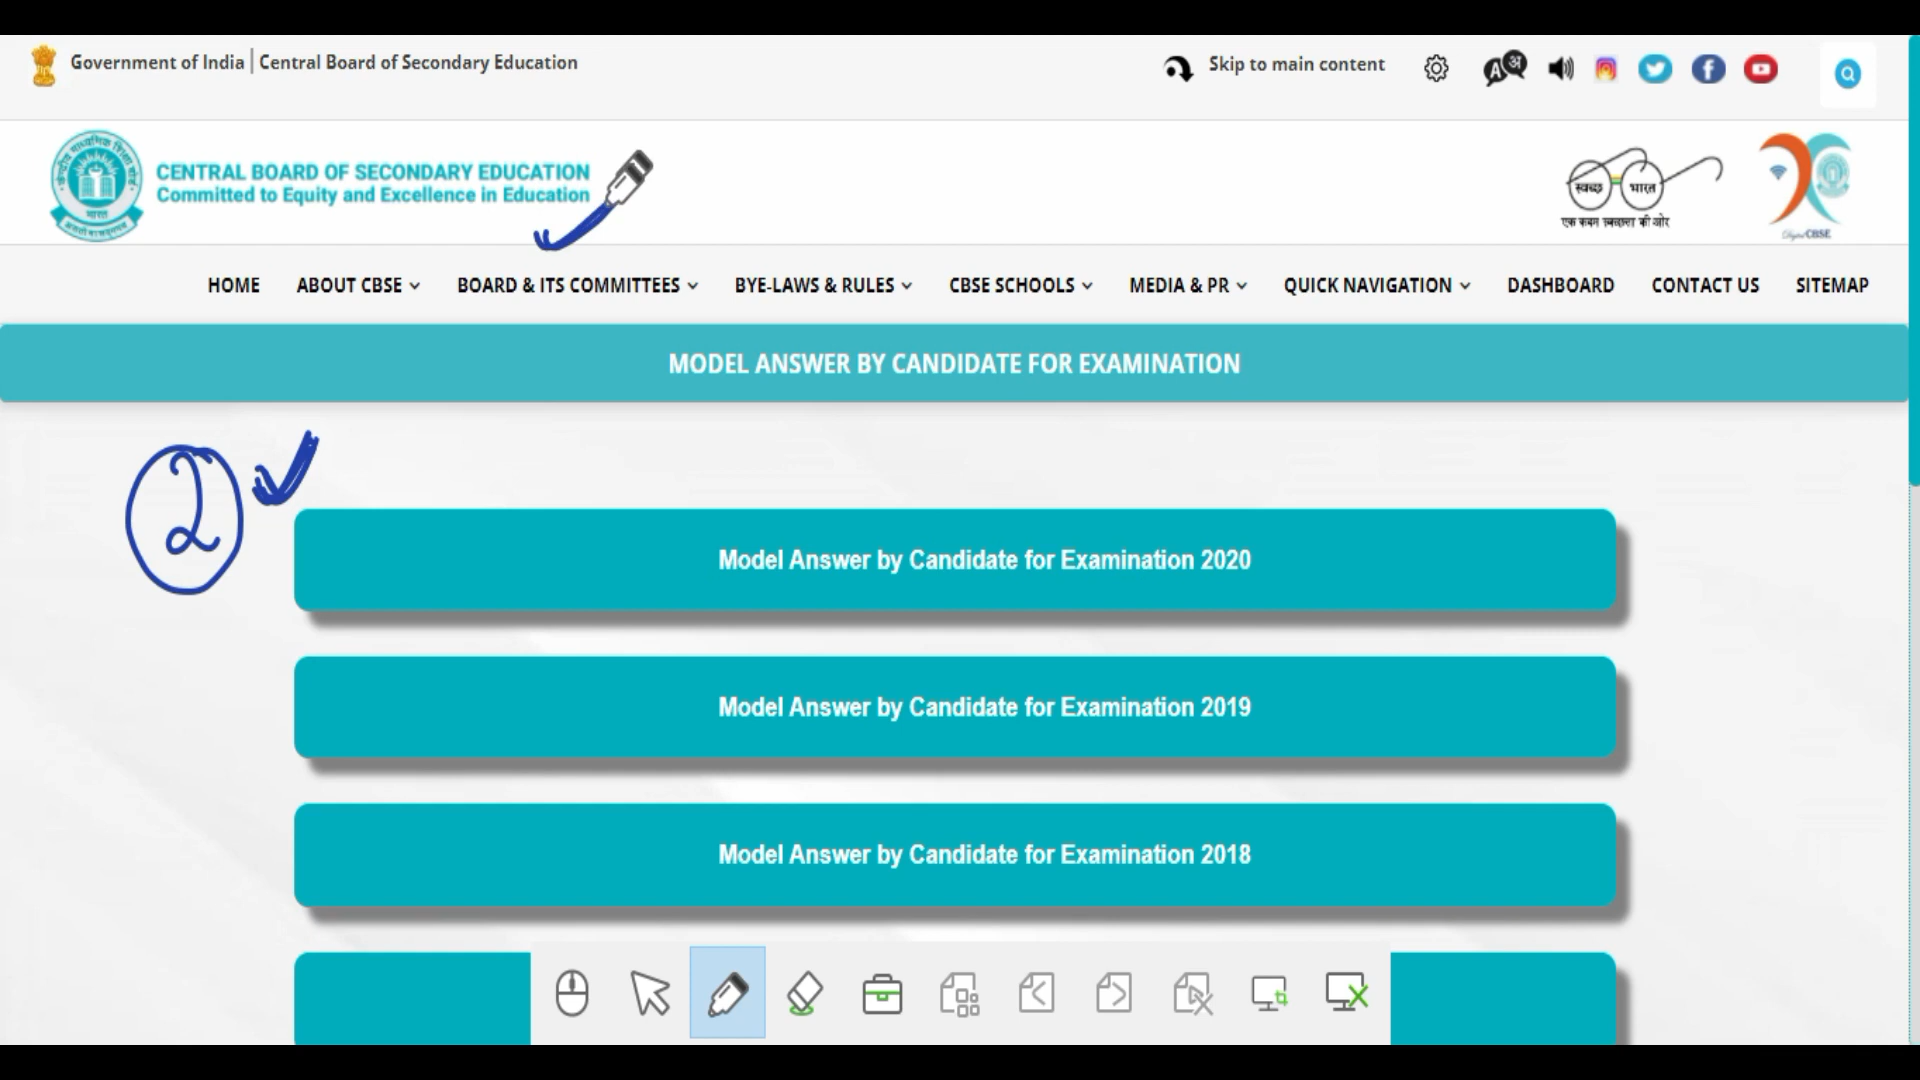 Government of India | Central Board of Secondary Education
Skip to main content
CENTRAL BOARD OF SECONDARY EDUCATION
Committed to Equity and Excellence in Education
स्वच्छ भारत
एक कदम स्वच्छता की ओर
Digital CBSE
HOME ABOUT CBSE BOARD & ITS COMMITTEES BYE-LAWS & RULES CBSE SCHOOLS MEDIA & PR QUICK NAVIGATION DASHBOARD CONTACT US SITEMAP
MODEL ANSWER BY CANDIDATE FOR EXAMINATION
2
Model Answer by Candidate for Examination 2020
Model Answer by Candidate for Examination 2019
Model Answer by Candidate for Examination 2018